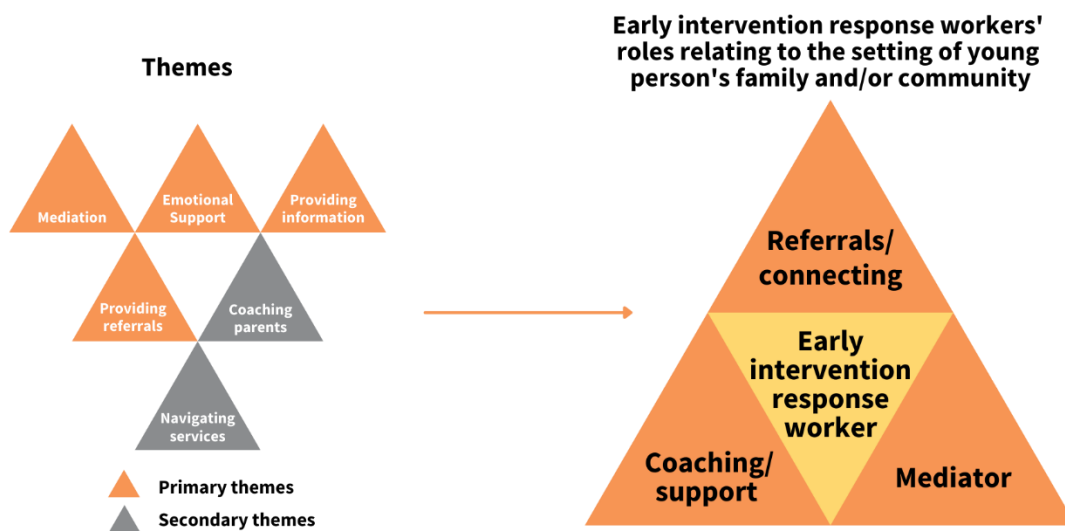 Themes
Mediation
Emotional
Support
Providing
information
Providing
referrals
Coaching
parents
Navigating
services
Primary themes
Secondary themes
Early intervention response workers'
roles relating to the setting of young
person's family and/or community
Referrals/
connecting
Early
intervention
response
worker
Coaching/
support
Mediator